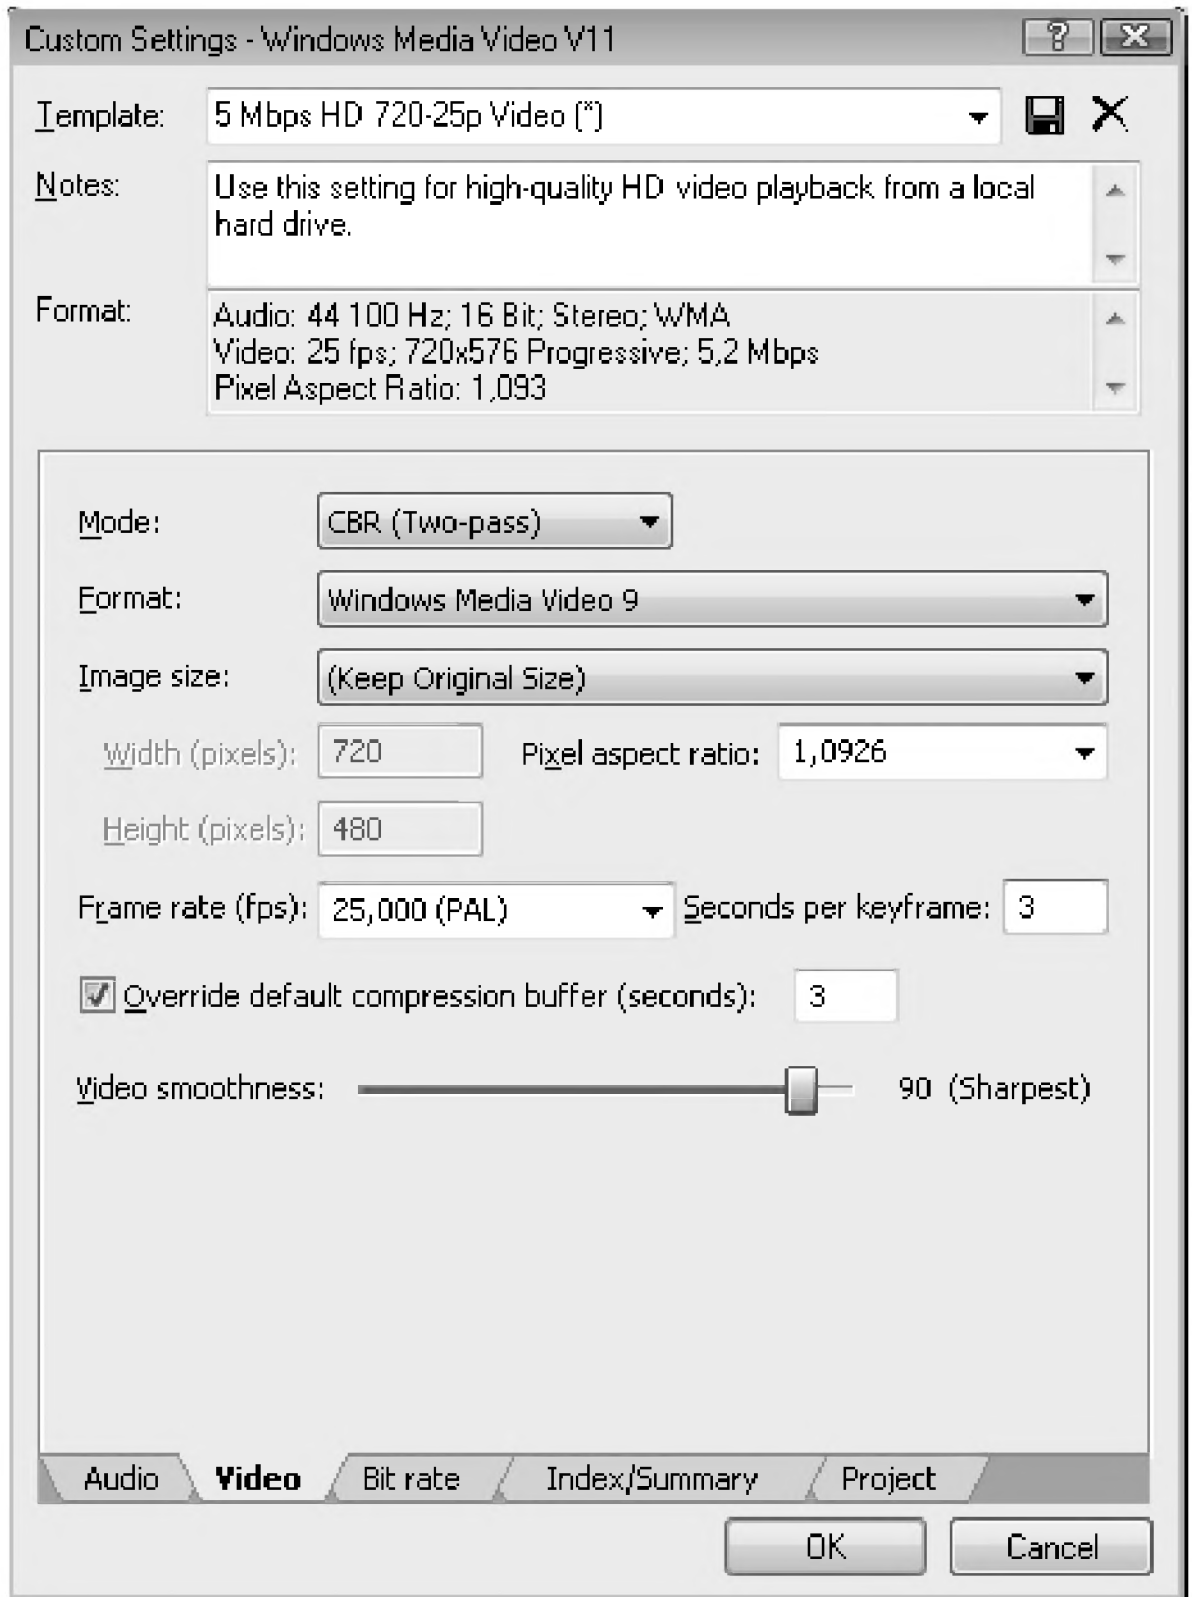 Custom Settings - Windows Media Video V11
Template: 5 Mbps HD 720-25p Video (*)
Notes: Use this setting for high-quality HD video playback from a local
hard drive.
Format: Audio: 44 100 Hz; 16 Bit; Stereo; WMA
Video: 25 fps; 720x576 Progressive; 5,2 Mbps
Pixel Aspect Ratio: 1,093
Mode: CBR (Two-pass)
Format: Windows Media Video 9
Image size: (Keep Original Size)
Width (pixels): 720 Pixel aspect ratio: 1,0926
Height (pixels): 480
Frame rate (fps): 25,000 (PAL) Seconds per keyframe: 3
Override default compression buffer (seconds): 3
Video smoothness: 90 (Sharpest)
Audio Video Bit rate Index/Summary Project
OK Cancel